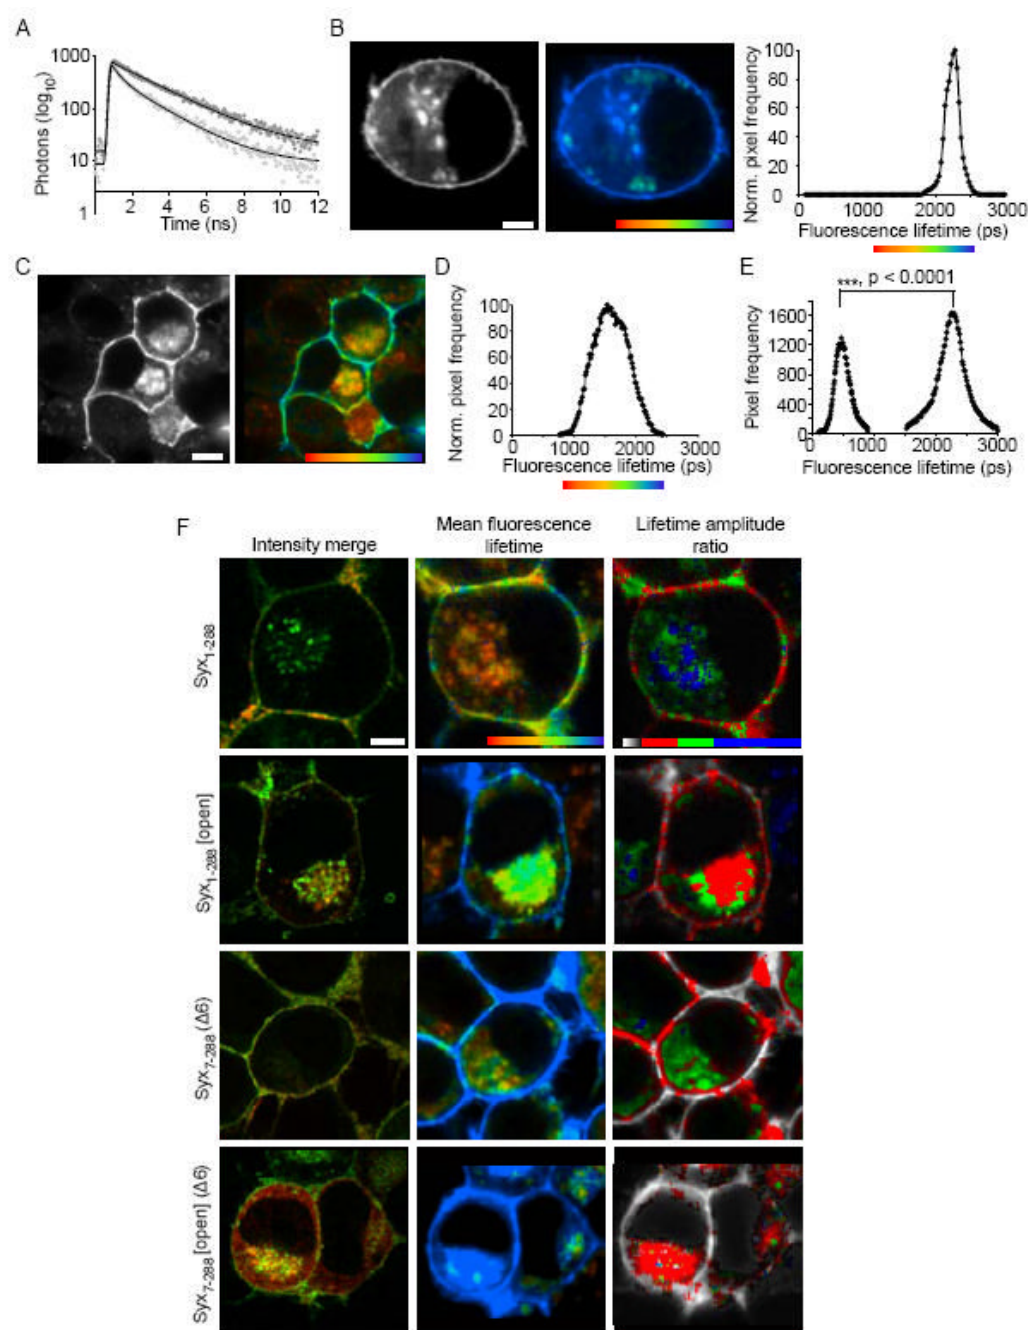 A
Photons (log10)
1000
100
10
1
2 4 6 8 10 12
Time (ns)
B
Norm. pixel frequency
100
80
60
40
20
0
0 1000 2000 3000
Fluorescence lifetime (ps)
C
D
Norm. pixel frequency
100
80
60
40
20
0
0 1000 2000 3000
Fluorescence lifetime (ps)
E
***, p < 0.0001
Pixel frequency
1600
1200
800
400
0
0 1000 2000 3000
Fluorescence lifetime (ps)
F
Intensity merge
Mean fluorescence
lifetime
Lifetime amplitude
ratio
Syx1-288
Syx1-288[open]
Syx7-288(Δ6)
Syx7-288[open] (Δ6)